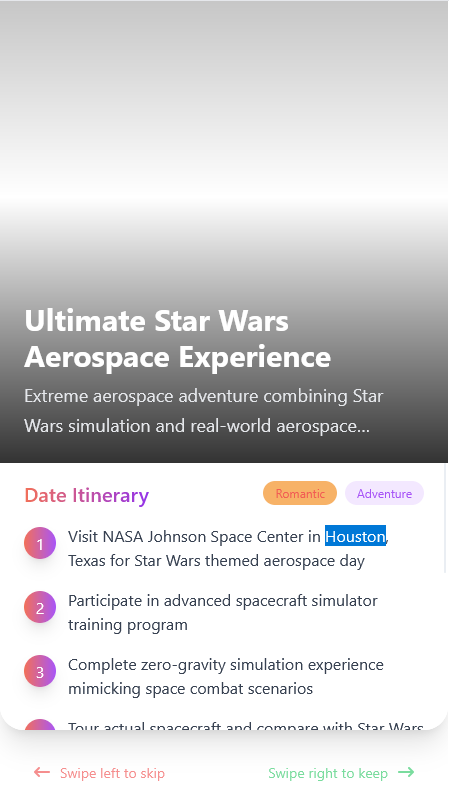 Ultimate Star Wars
Aerospace Experience
Extreme aerospace adventure combining Star
Wars simulation and real-world aerospace...
Date Itinerary
Romantic
Adventure
1
Visit NASA Johnson Space Center in Houston,
Texas for Star Wars themed aerospace day
2
Participate in advanced spacecraft simulator
training program
3
Complete zero-gravity simulation experience
mimicking space combat scenarios
Tour actual spacecraft and compare with Star Wars
Swipe left to skip
Swipe right to keep